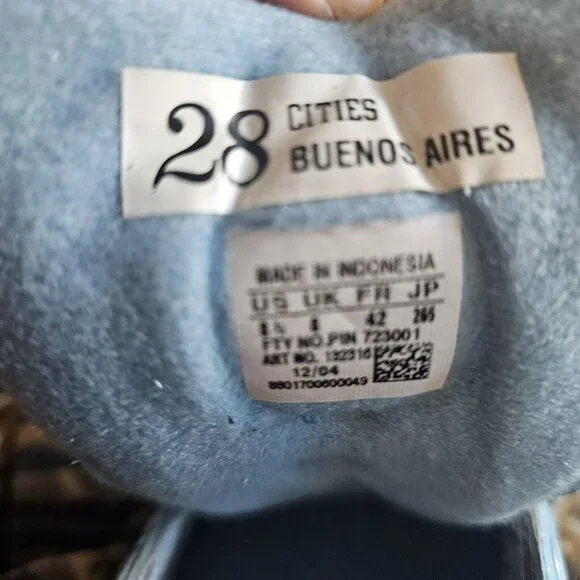 28 CITIES
BUENOS AIRES
MADE IN INDONESIA
US UK FR JP
8½ 8 42 265
FTY NO.PIN 723001
ART NO. 132316
12/04
8801700600049